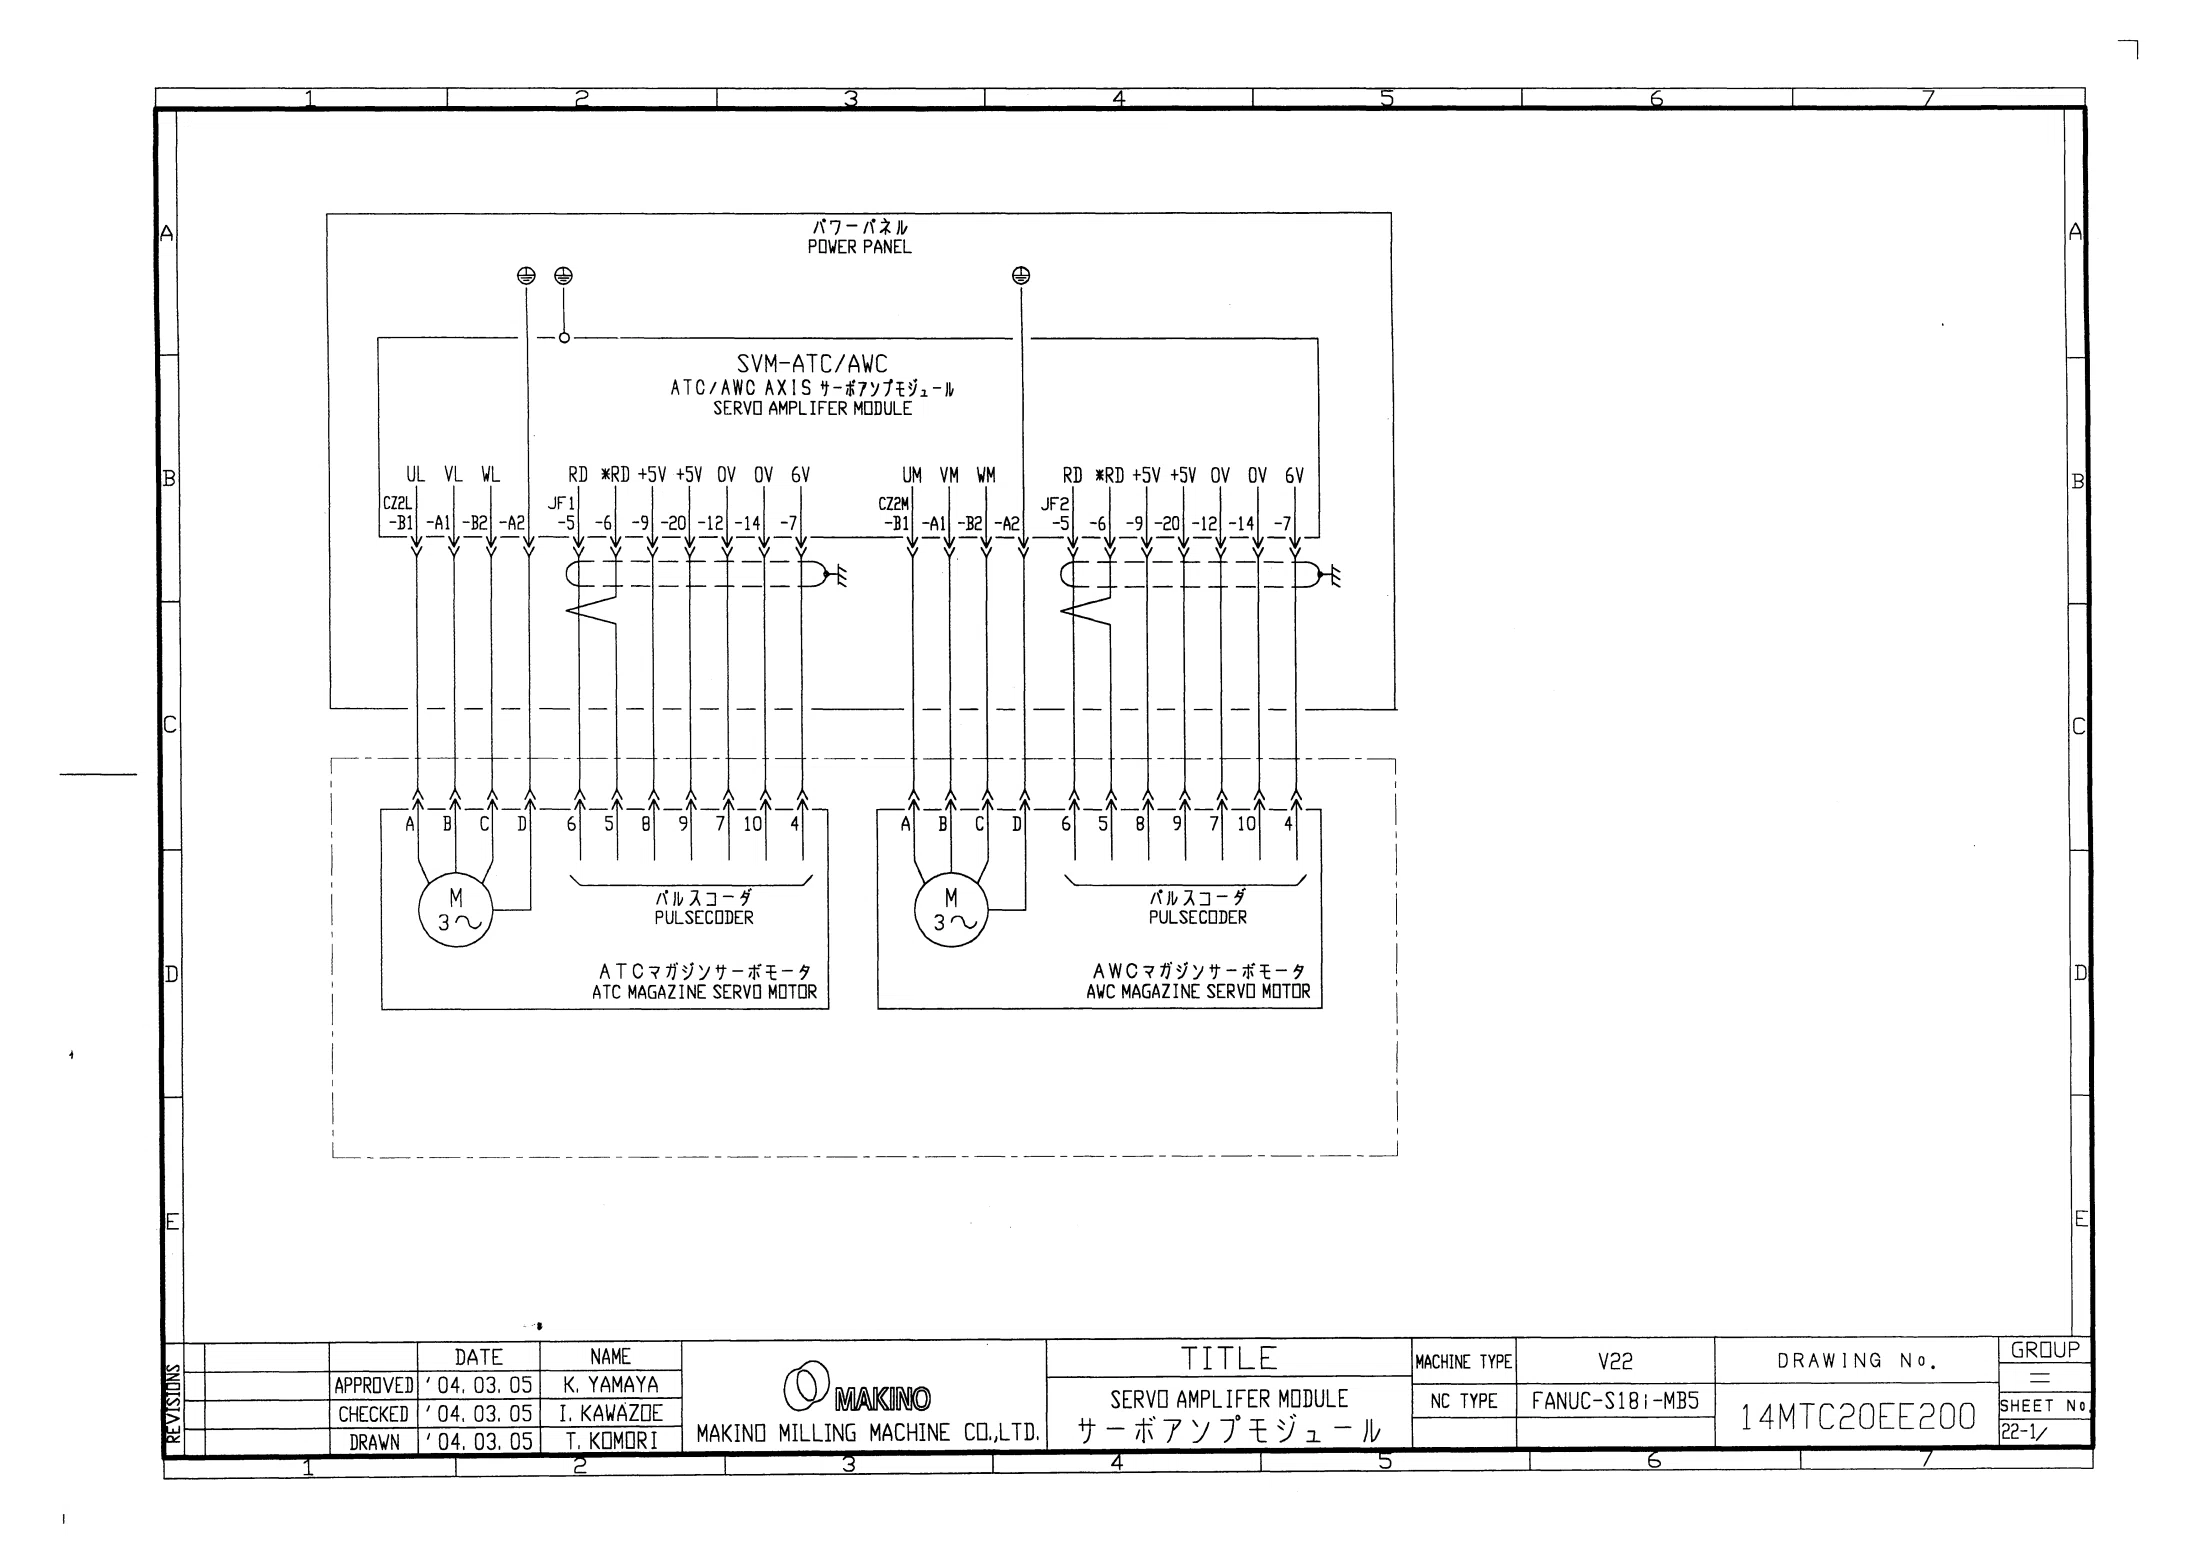 1 2 3 4 5 6 7
A A
パワーパネル
POWER PANEL
SVM-ATC/AWC
ATC/AWC AXIS サーボアソプモジュール
SERVO AMPLIFER MODULE
B B
UL VL WL RD *RD +5V +5V 0V 0V 6V UM VM WM RD *RD +5V +5V 0V 0V 6V
CZ2L JF1 CZ2M JF2
-B1 -A1 -B2 -A2 -5 -6 -9 -20 -12 -14 -7 -B1 -A1 -B2 -A2 -5 -6 -9 -20 -12 -14 -7
C C
A B C D 6 5 8 9 7 10 4 A B C D 6 5 8 9 7 10 4
M パルスコーダ M パルスコーダ
3~ PULSECODER 3~ PULSECODER
D D
ATCマガジンサーボモータ AWCマガジンサーボモータ
ATC MAGAZINE SERVO MOTOR AWC MAGAZINE SERVO MOTOR
E E
REVISIONS
DATE NAME
APPROVED '04.03.05 K. YAMAYA
CHECKED '04.03.05 I. KAWAZOE
DRAWN '04.03.05 T. KOMORI
MAKINO
MAKINO MILLING MACHINE CO.,LTD.
TITLE
SERVO AMPLIFER MODULE
サーボアソプモジュール
MACHINE TYPE V22
NC TYPE FANUC-S18i-MB5
DRAWING No.
14MTC20EE200
GROUP
=
SHEET No.
22-1/
1 2 3 4 5 6 7